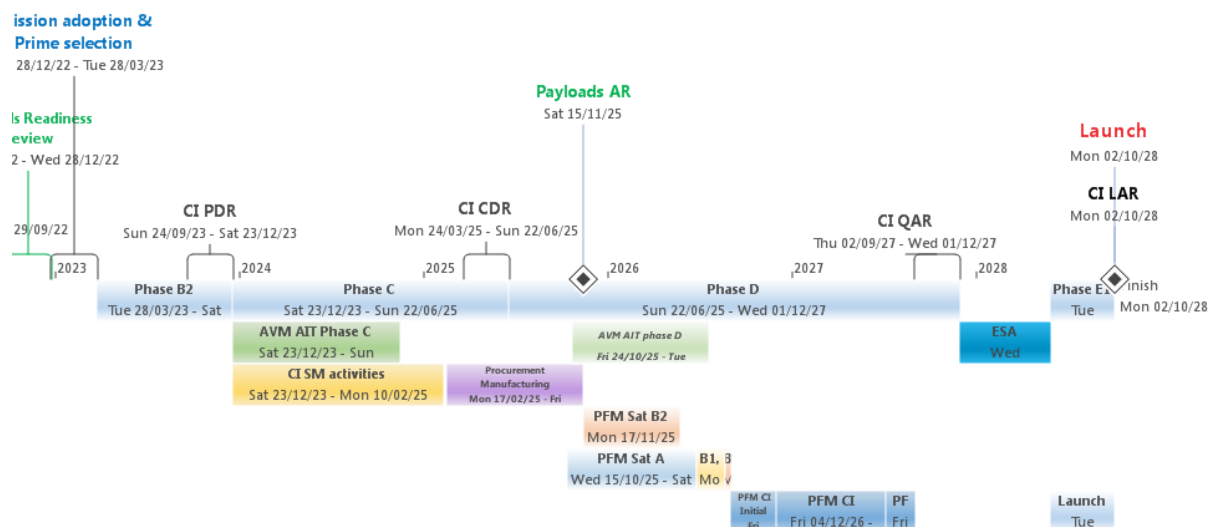 ission adoption &
Prime selection
28/12/22 - Tue 28/03/23
ls Readiness
eview
2 - Wed 28/12/22
29/09/22
Payloads AR
Sat 15/11/25
Launch
Mon 02/10/28
CI LAR
Mon 02/10/28
CI PDR
Sun 24/09/23 - Sat 23/12/23
CI CDR
Mon 24/03/25 - Sun 22/06/25
CI QAR
Thu 02/09/27 - Wed 01/12/27
2023
2024
2025
2026
2027
2028
Phase B2
Tue 28/03/23 - Sat
Phase C
Sat 23/12/23 - Sun 22/06/25
Phase D
Sun 22/06/25 - Wed 01/12/27
Phase E1
Tue
inish
Mon 02/10/28
AVM AIT Phase C
Sat 23/12/23 - Sun
AVM AIT phase D
Fri 24/10/25 - Tue
ESA
Wed
CI SM activities
Sat 23/12/23 - Mon 10/02/25
Procurement
Manufacturing
Mon 17/02/25 - Fri
PFM Sat B2
Mon 17/11/25
PFM Sat A
Wed 15/10/25 - Sat
B1, B
Mo
PFM CI
Initial
Fri
PFM CI
Fri 04/12/26 -
PF
Fri
Launch
Tue